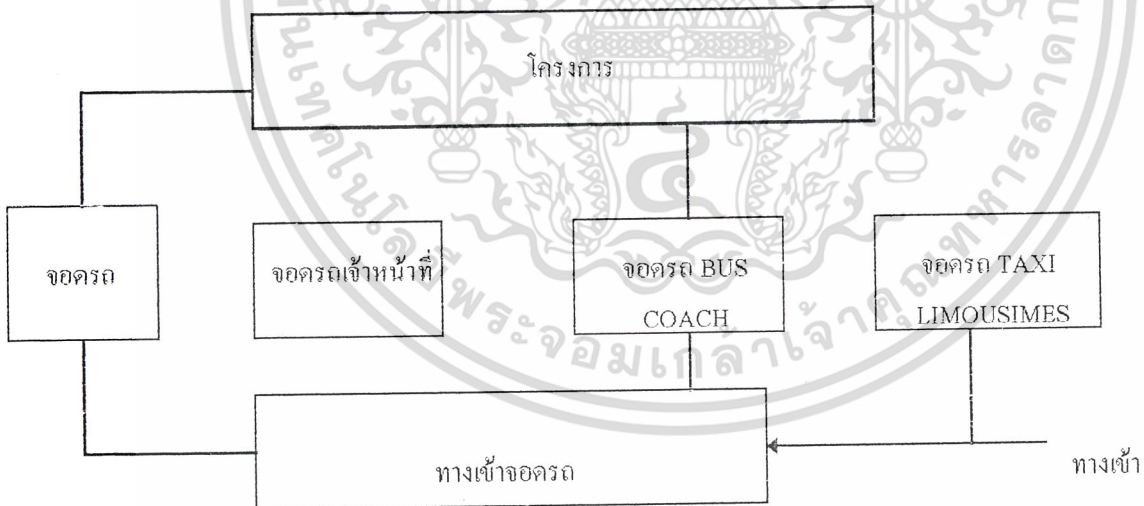 โครงการ
จอดรถ
จอดรถเจ้าหน้าที่
จอดรถ BUS
COACH
จอดรถ TAXI
LIMOUSIMES
ทางเข้าจอดรถ
ทางเข้า